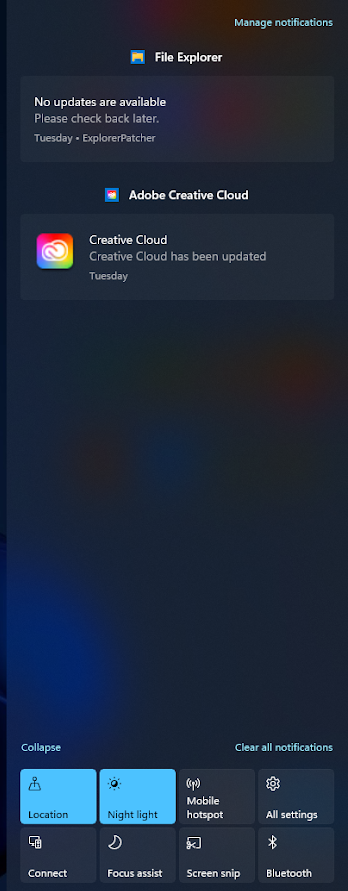 Manage notifications
File Explorer
No updates are available
Please check back later.
Tuesday • ExplorerPatcher
Adobe Creative Cloud
Creative Cloud
Creative Cloud has been updated
Tuesday
Collapse
Clear all notifications
Location
Night light
Mobile
hotspot
All settings
Connect
Focus assist
Screen snip
Bluetooth